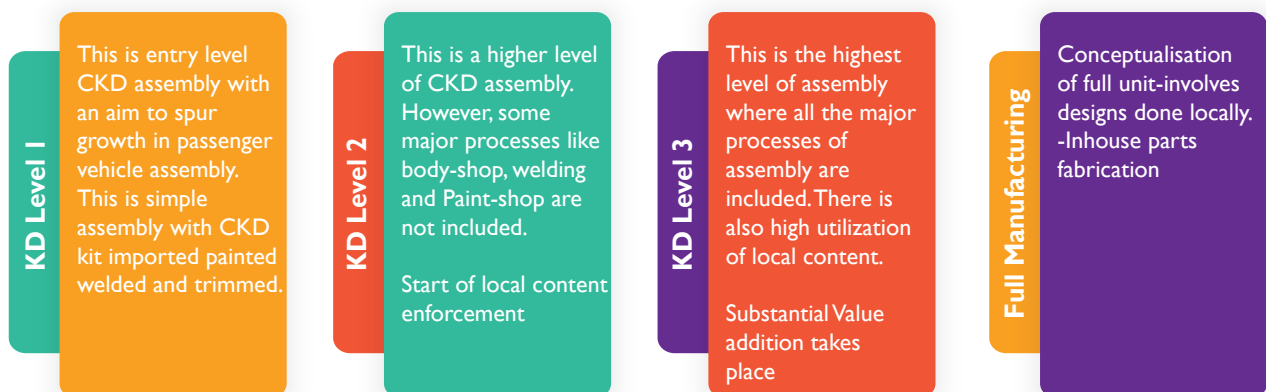 KD Level 1
This is entry level
CKD assembly with
an aim to spur
growth in passenger
vehicle assembly.
This is simple
assembly with CKD
kit imported painted
welded and trimmed.
KD Level 2
This is a higher level
of CKD assembly.
However, some
major processes like
body-shop, welding
and Paint-shop are
not included.
Start of local content
enforcement
KD Level 3
This is the highest
level of assembly
where all the major
processes of
assembly are
included. There is
also high utilization
of local content.
Substantial Value
addition takes
place
Full Manufacturing
Conceptualisation
of full unit-involves
designs done locally.
-Inhouse parts
fabrication